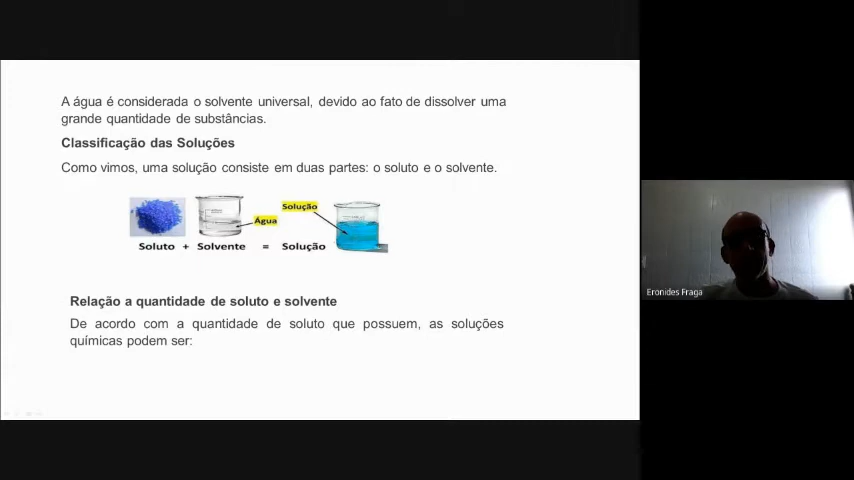 A água é considerada o solvente universal, devido ao fato de dissolver uma
grande quantidade de substâncias.
Classificação das Soluções
Como vimos, uma solução consiste em duas partes: o soluto e o solvente.
Solução
Água
Soluto + Solvente = Solução
Relação a quantidade de soluto e solvente
De acordo com a quantidade de soluto que possuem, as soluções
químicas podem ser:
Eronides Fraga